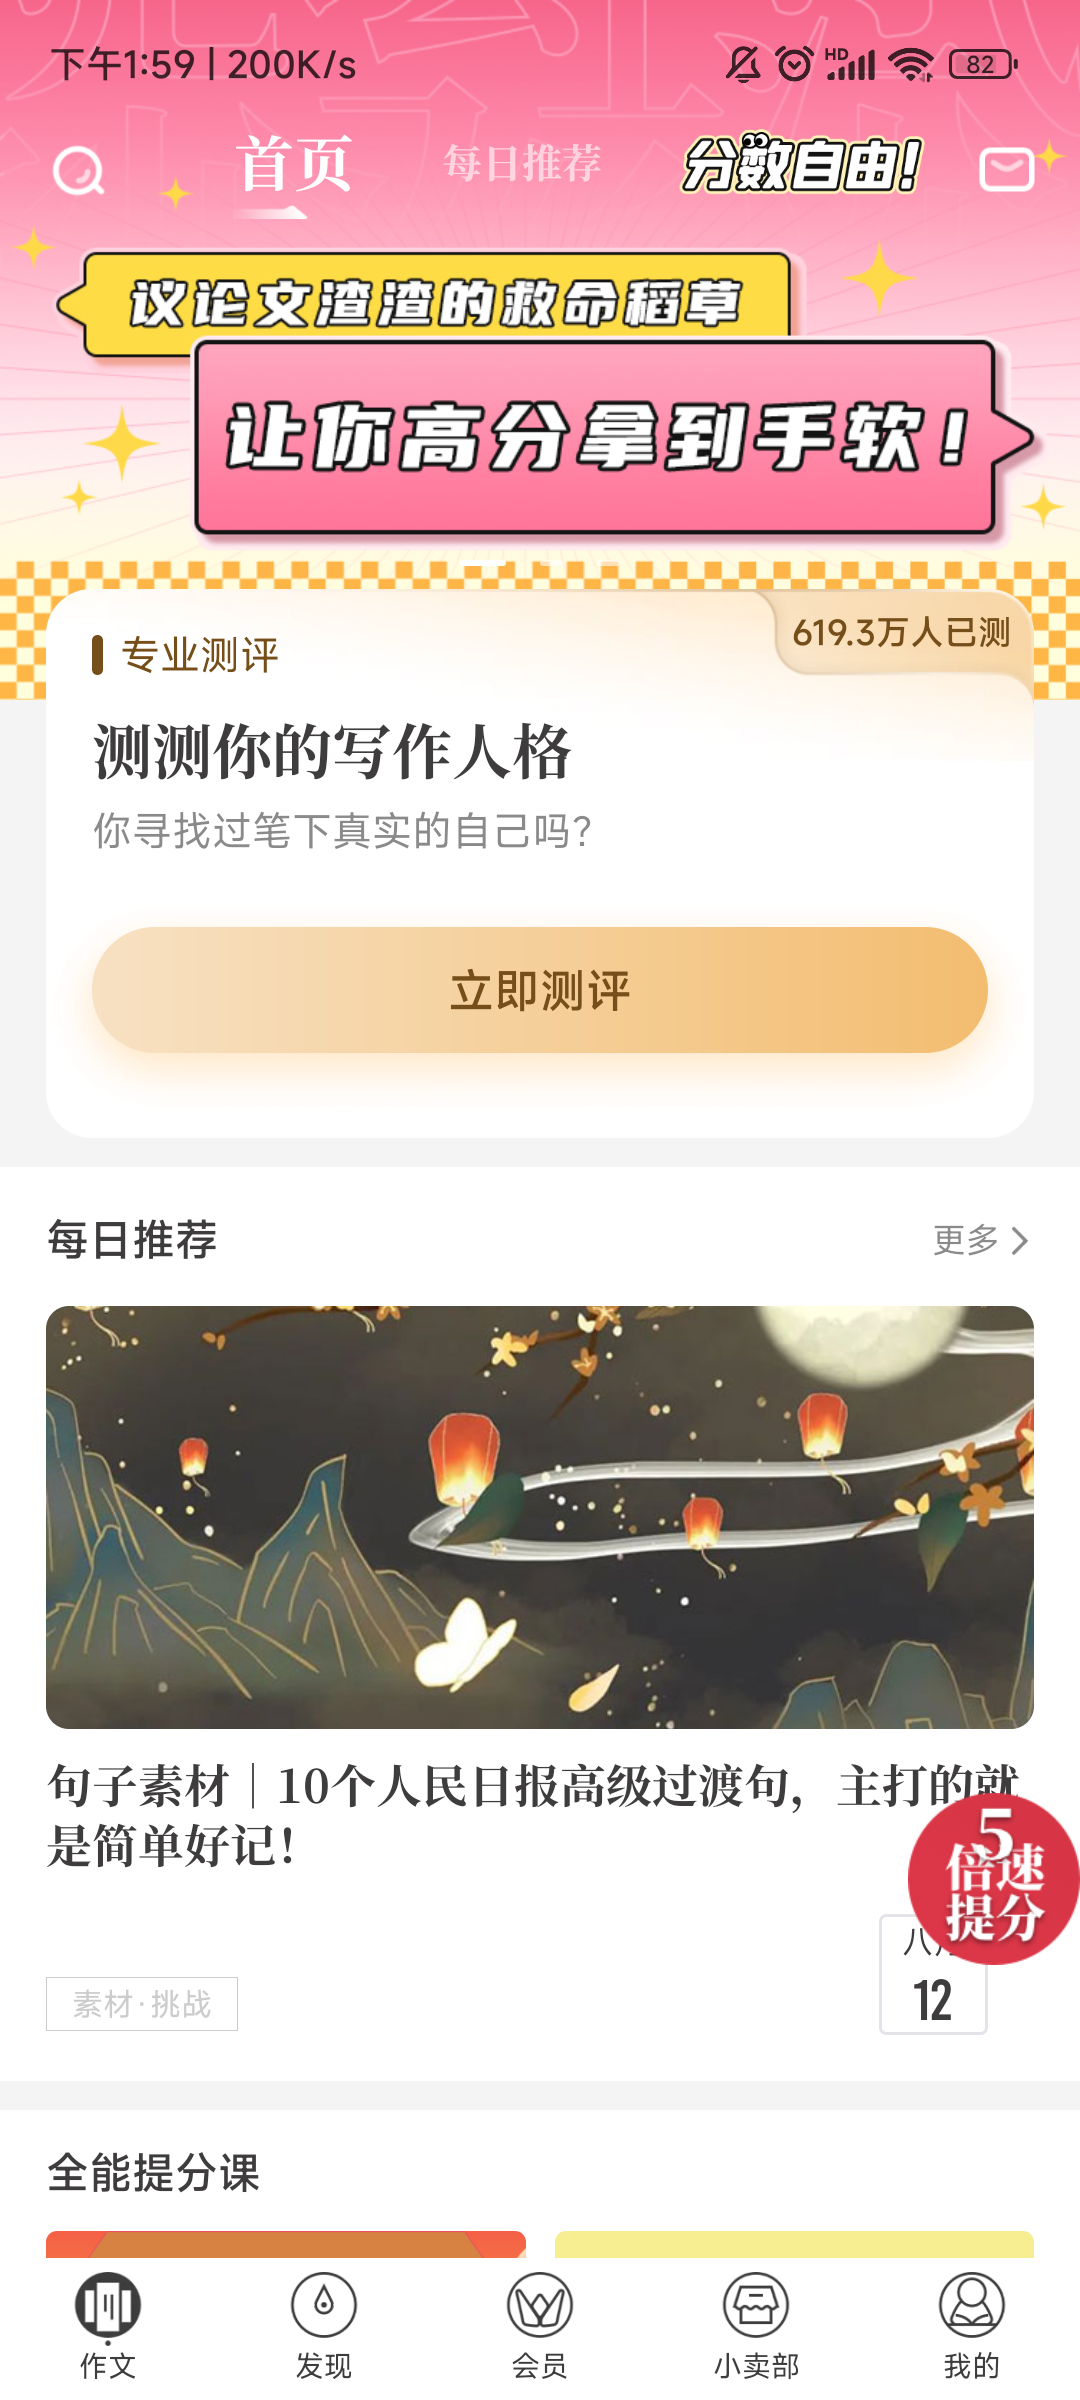 下午1:59 | 200K/s
HD
82
首页
每日推荐
分数自由!
议论文渣渣的救命稻草
让你高分拿到手软!
专业测评
619.3万人已测
测测你的写作人格
你寻找过笔下真实的自己吗?
立即测评
每日推荐
更多
句子素材｜10个人民日报高级过渡句，主打的就
是简单好记!
5
倍速
提分
素材·挑战
八月
12
全能提分课
作文
发现
会员
小卖部
我的